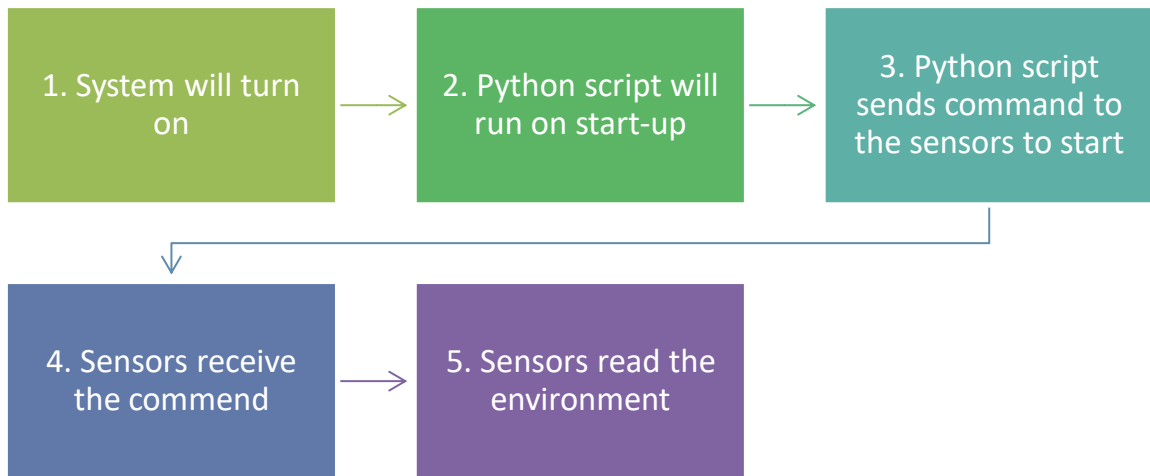 1. System will turn
on
2. Python script will
run on start-up
3. Python script
sends command to
the sensors to start
4. Sensors receive
the commend
5. Sensors read the
environment